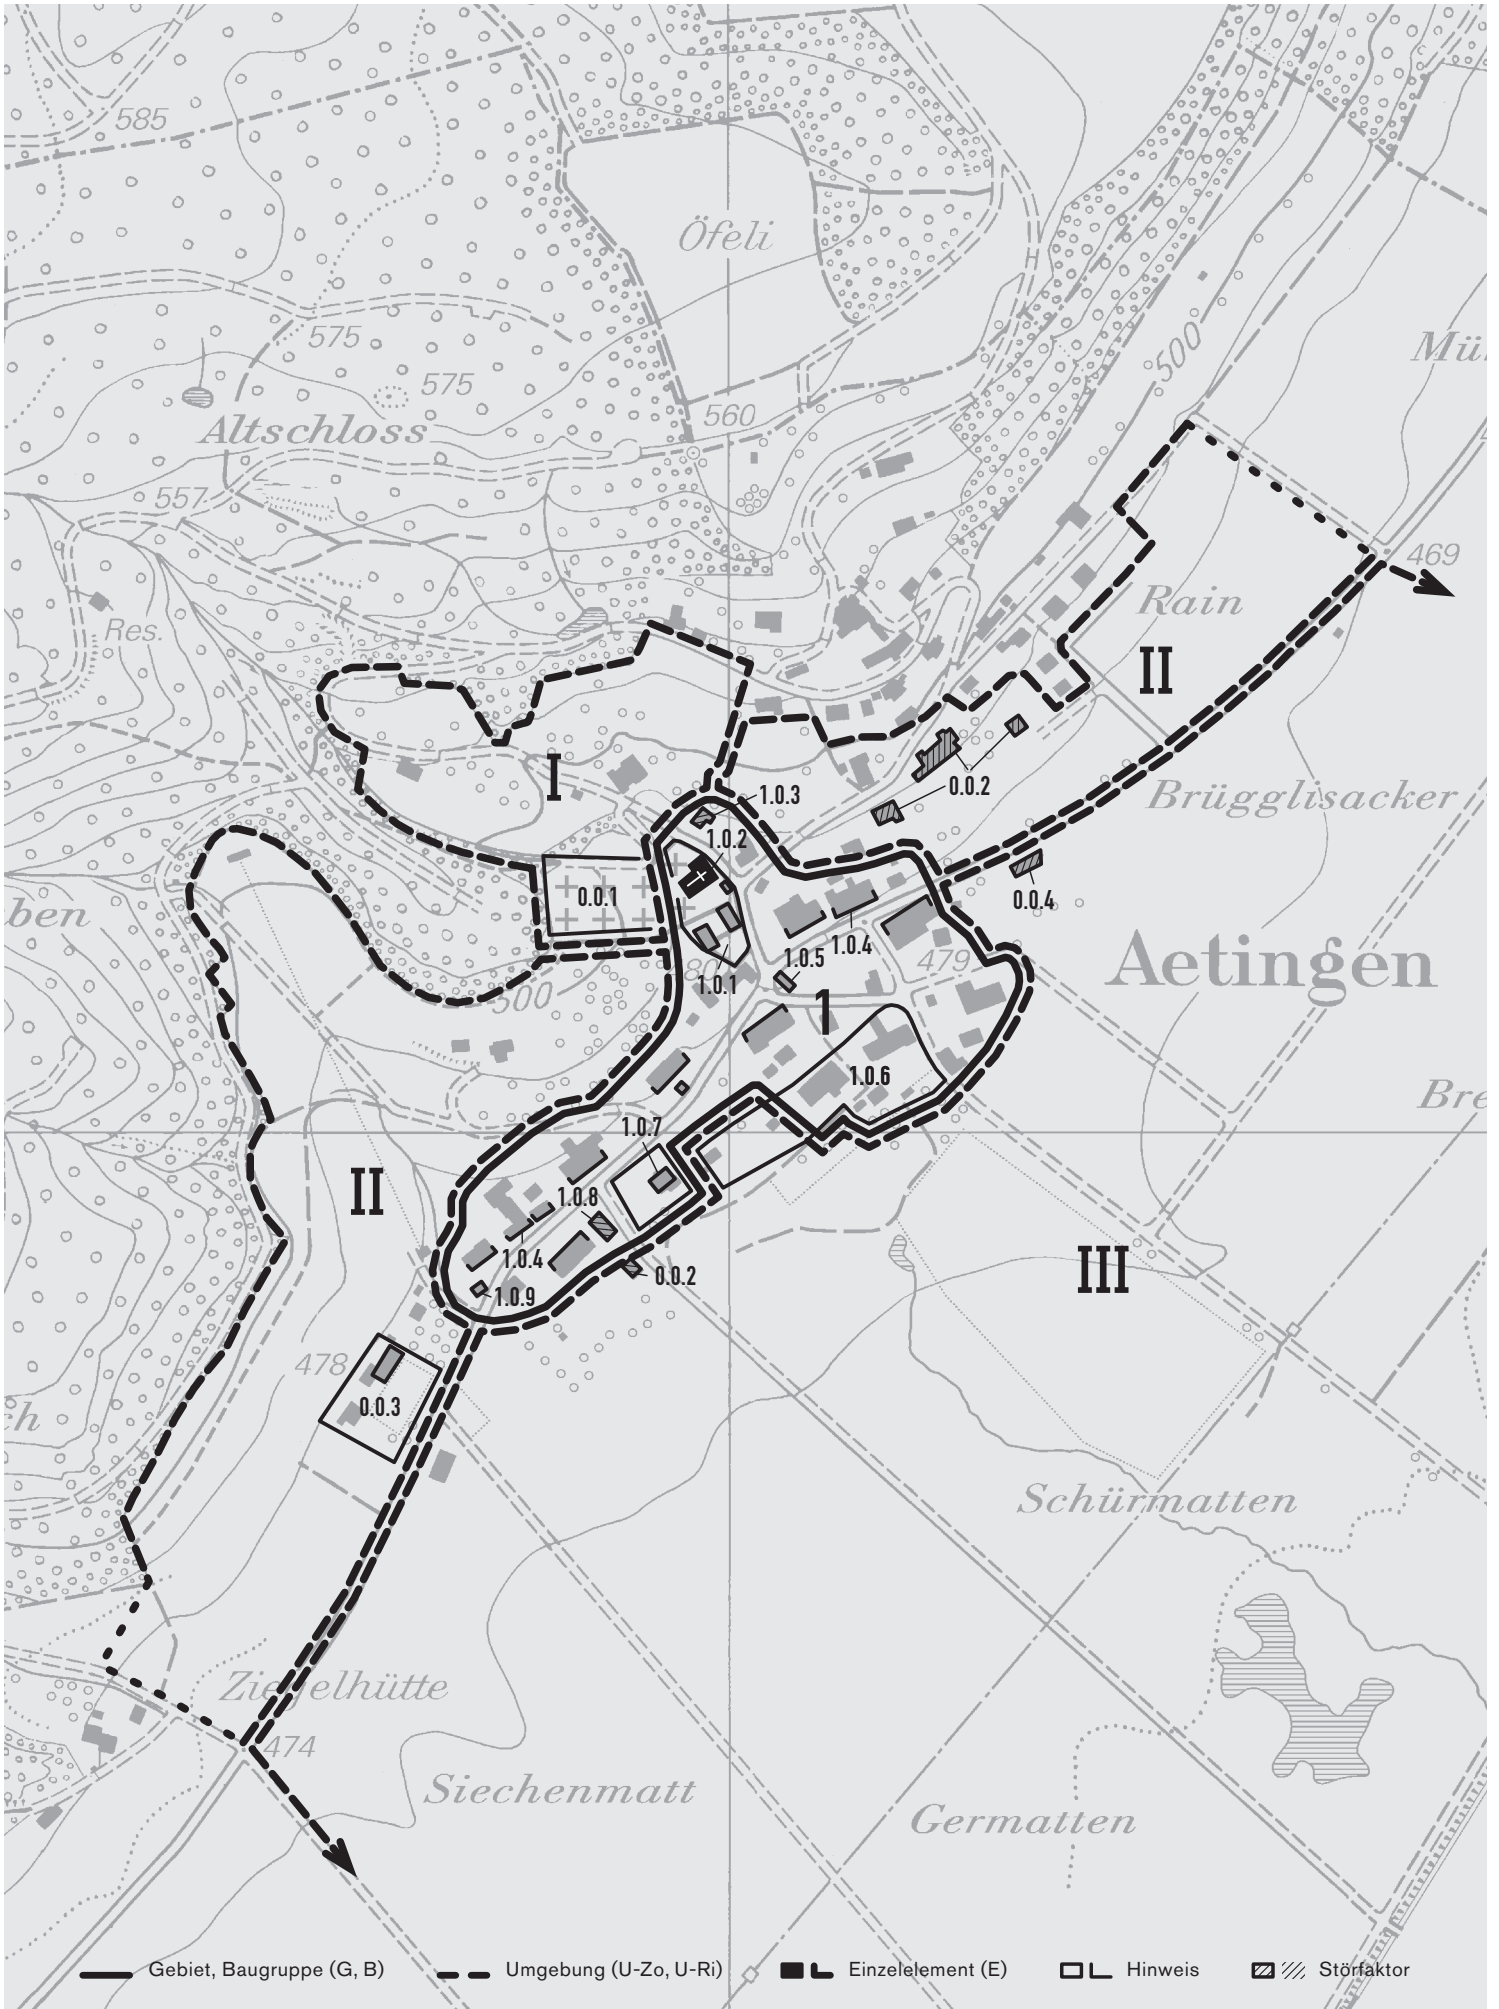 585
Öfeli
575
575
500
Mü
560
Altschloss
557
469
Rain
Res.
II
I
1.0.3
0.0.2
Brügglisacker
1.0.2
0.0.1
0.0.4
ben
1.0.4
Aetingen
1.0.5
479
80
1.0.1
500
1
1.0.6
Bre
1.0.7
II
1.0.8
1.0.4
III
0.0.2
1.0.9
478
0.0.3
ch
Schürmatten
Ziegelhütte
474
Siechenmatt
Germatten
Gebiet, Baugruppe (G, B) Umgebung (U-Zo, U-Ri) Einzelelement (E) Hinweis Störfaktor